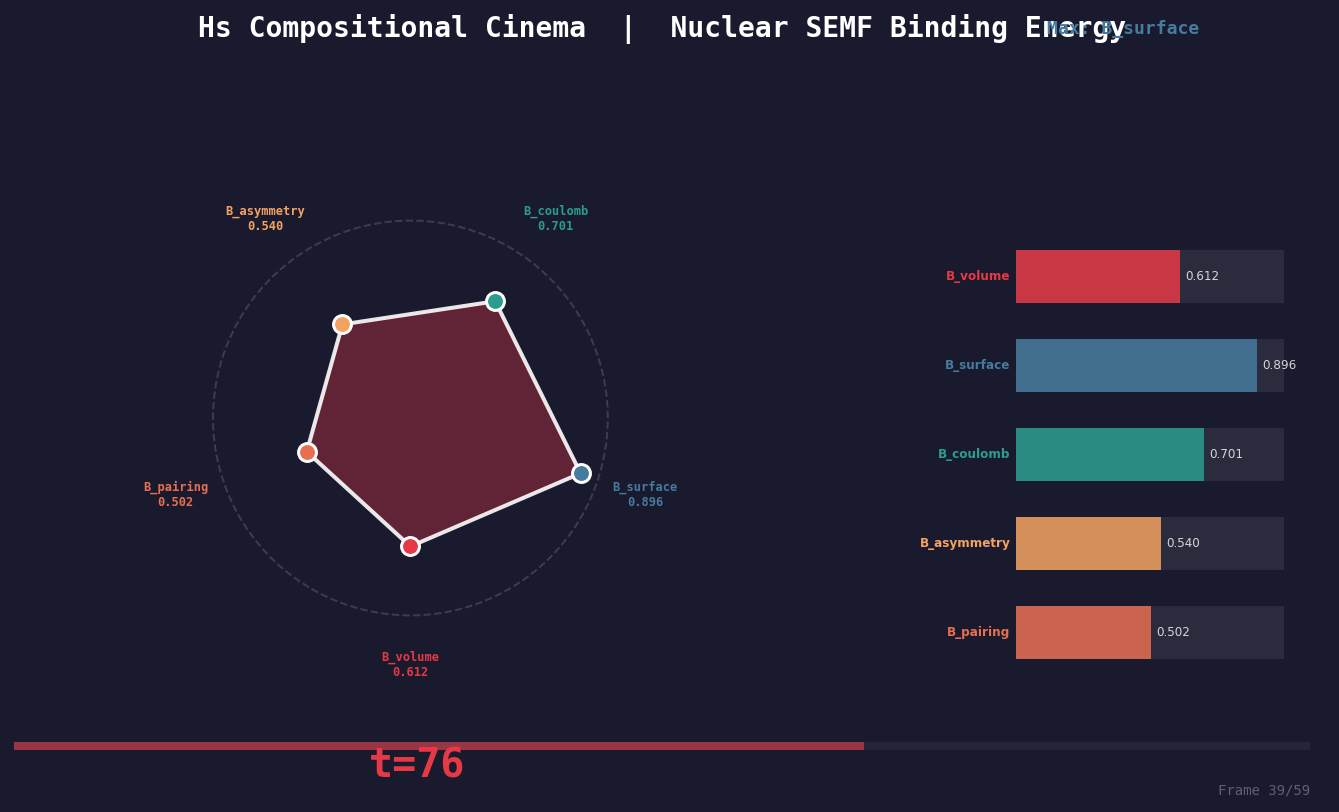 Hs Compositional Cinema | Nuclear SEMF Binding Energy
Max: B_surface
B_asymmetry
0.540
B_coulomb
0.701
B_pairing
0.502
B_surface
0.896
B_volume
0.612
B_volume
0.612
B_surface
0.896
B_coulomb
0.701
B_asymmetry
0.540
B_pairing
0.502
t=76
Frame 39/59